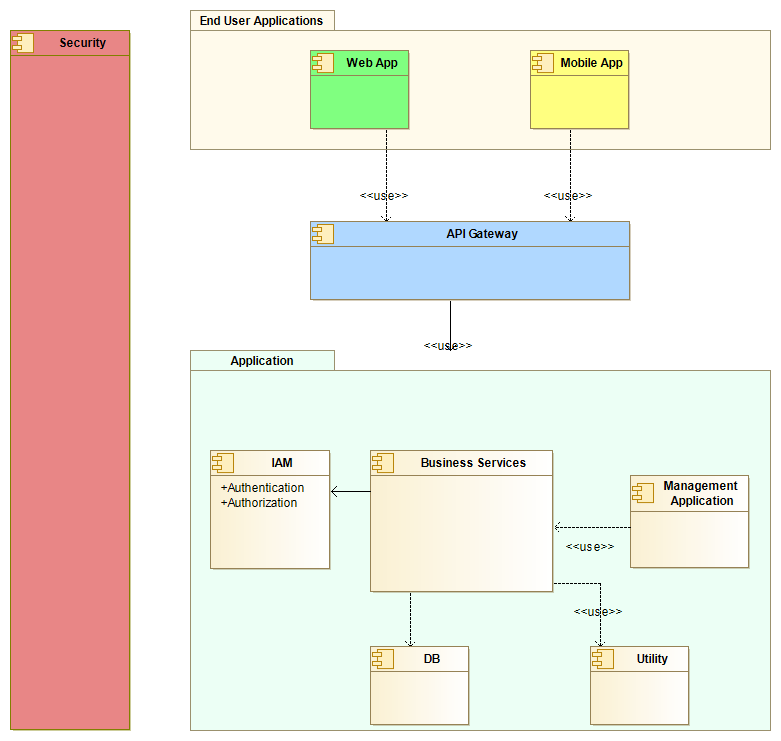 End User Applications
Security
Web App
Mobile App
<<use>>
<<use>>
API Gateway
<<use>>
Application
IAM
+Authentication
+Authorization
Business Services
Management
Application
<<use>>
<<use>>
DB
Utility